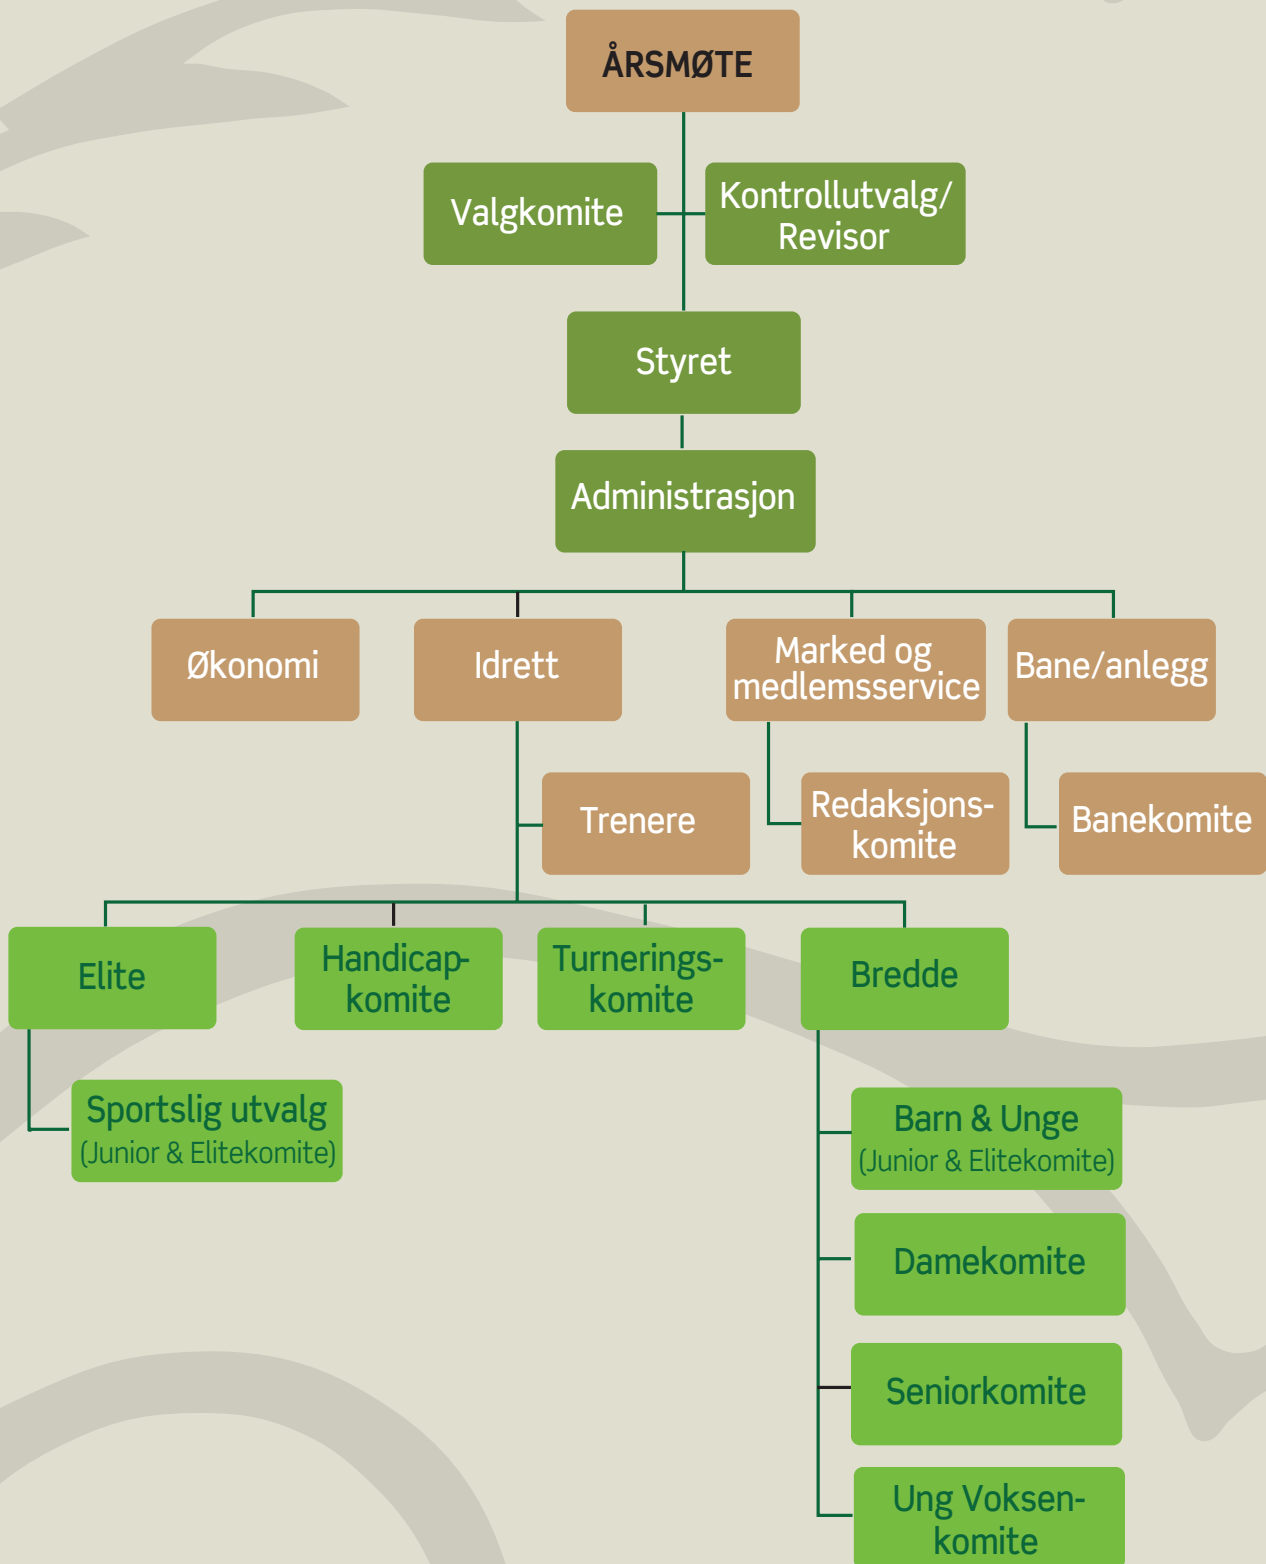 ÅRSMØTE
Valgkomite
Kontrollutvalg/
Revisor
Styret
Administrasjon
Økonomi
Idrett
Marked og
medlemsservice
Bane/anlegg
Trenere
Redaksjons-
komite
Banekomite
Elite
Handicap-
komite
Turnerings-
komite
Bredde
Sportslig utvalg
(Junior & Elitekomite)
Barn & Unge
(Junior & Elitekomite)
Damekomite
Seniorkomite
Ung Voksen-
komite